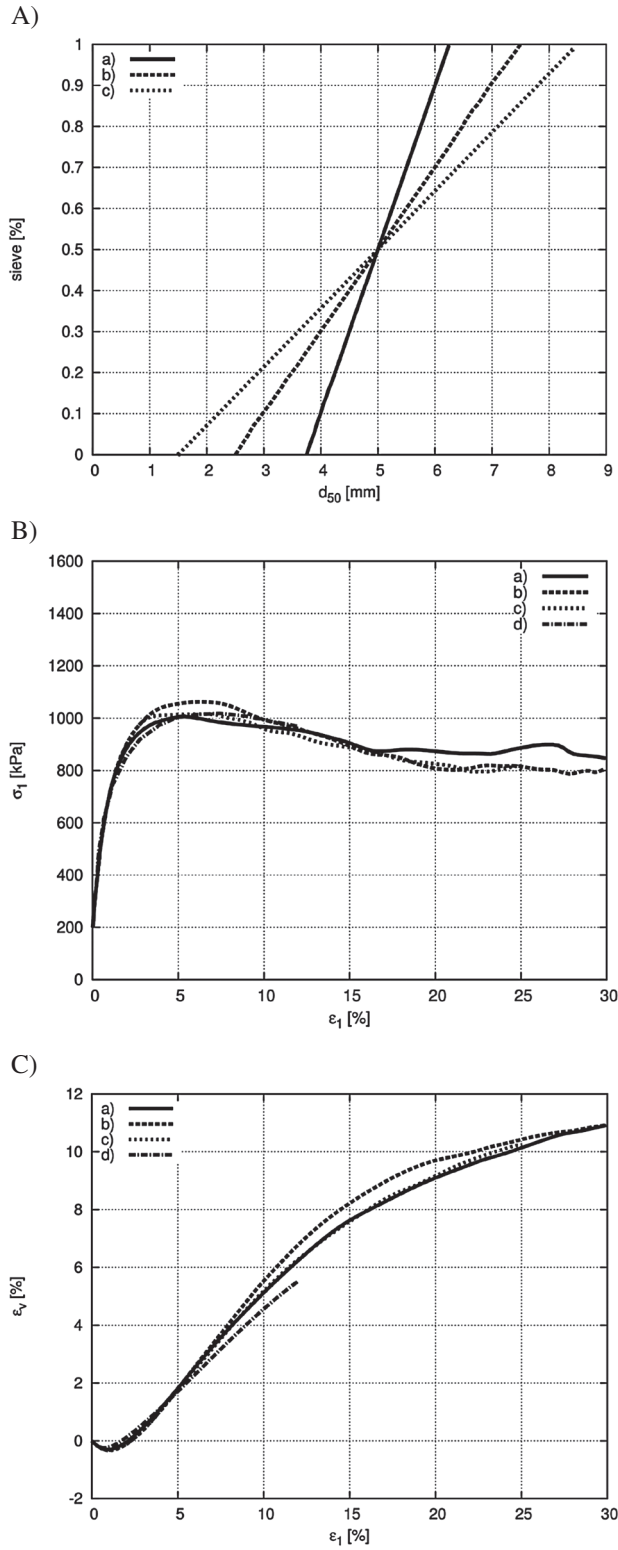 A)
1
0.9
0.8
0.7
0.6
0.5
0.4
0.3
0.2
0.1
0
sieve [%]
a)
b)
c)
0 1 2 3 4 5 6 7 8 9
d50 [mm]
B)
1600
1400
1200
1000
800
600
400
200
0
σ1 [kPa]
a)
b)
c)
d)
0 5 10 15 20 25 30
ε1 [%]
C)
12
10
8
6
4
2
0
-2
εv [%]
a)
b)
c)
d)
0 5 10 15 20 25 30
ε1 [%]